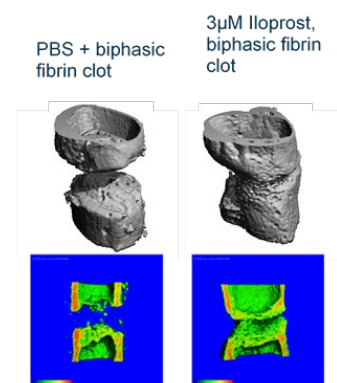 PBS + biphasic
fibrin clot
3µM Iloprost,
biphasic fibrin
clot